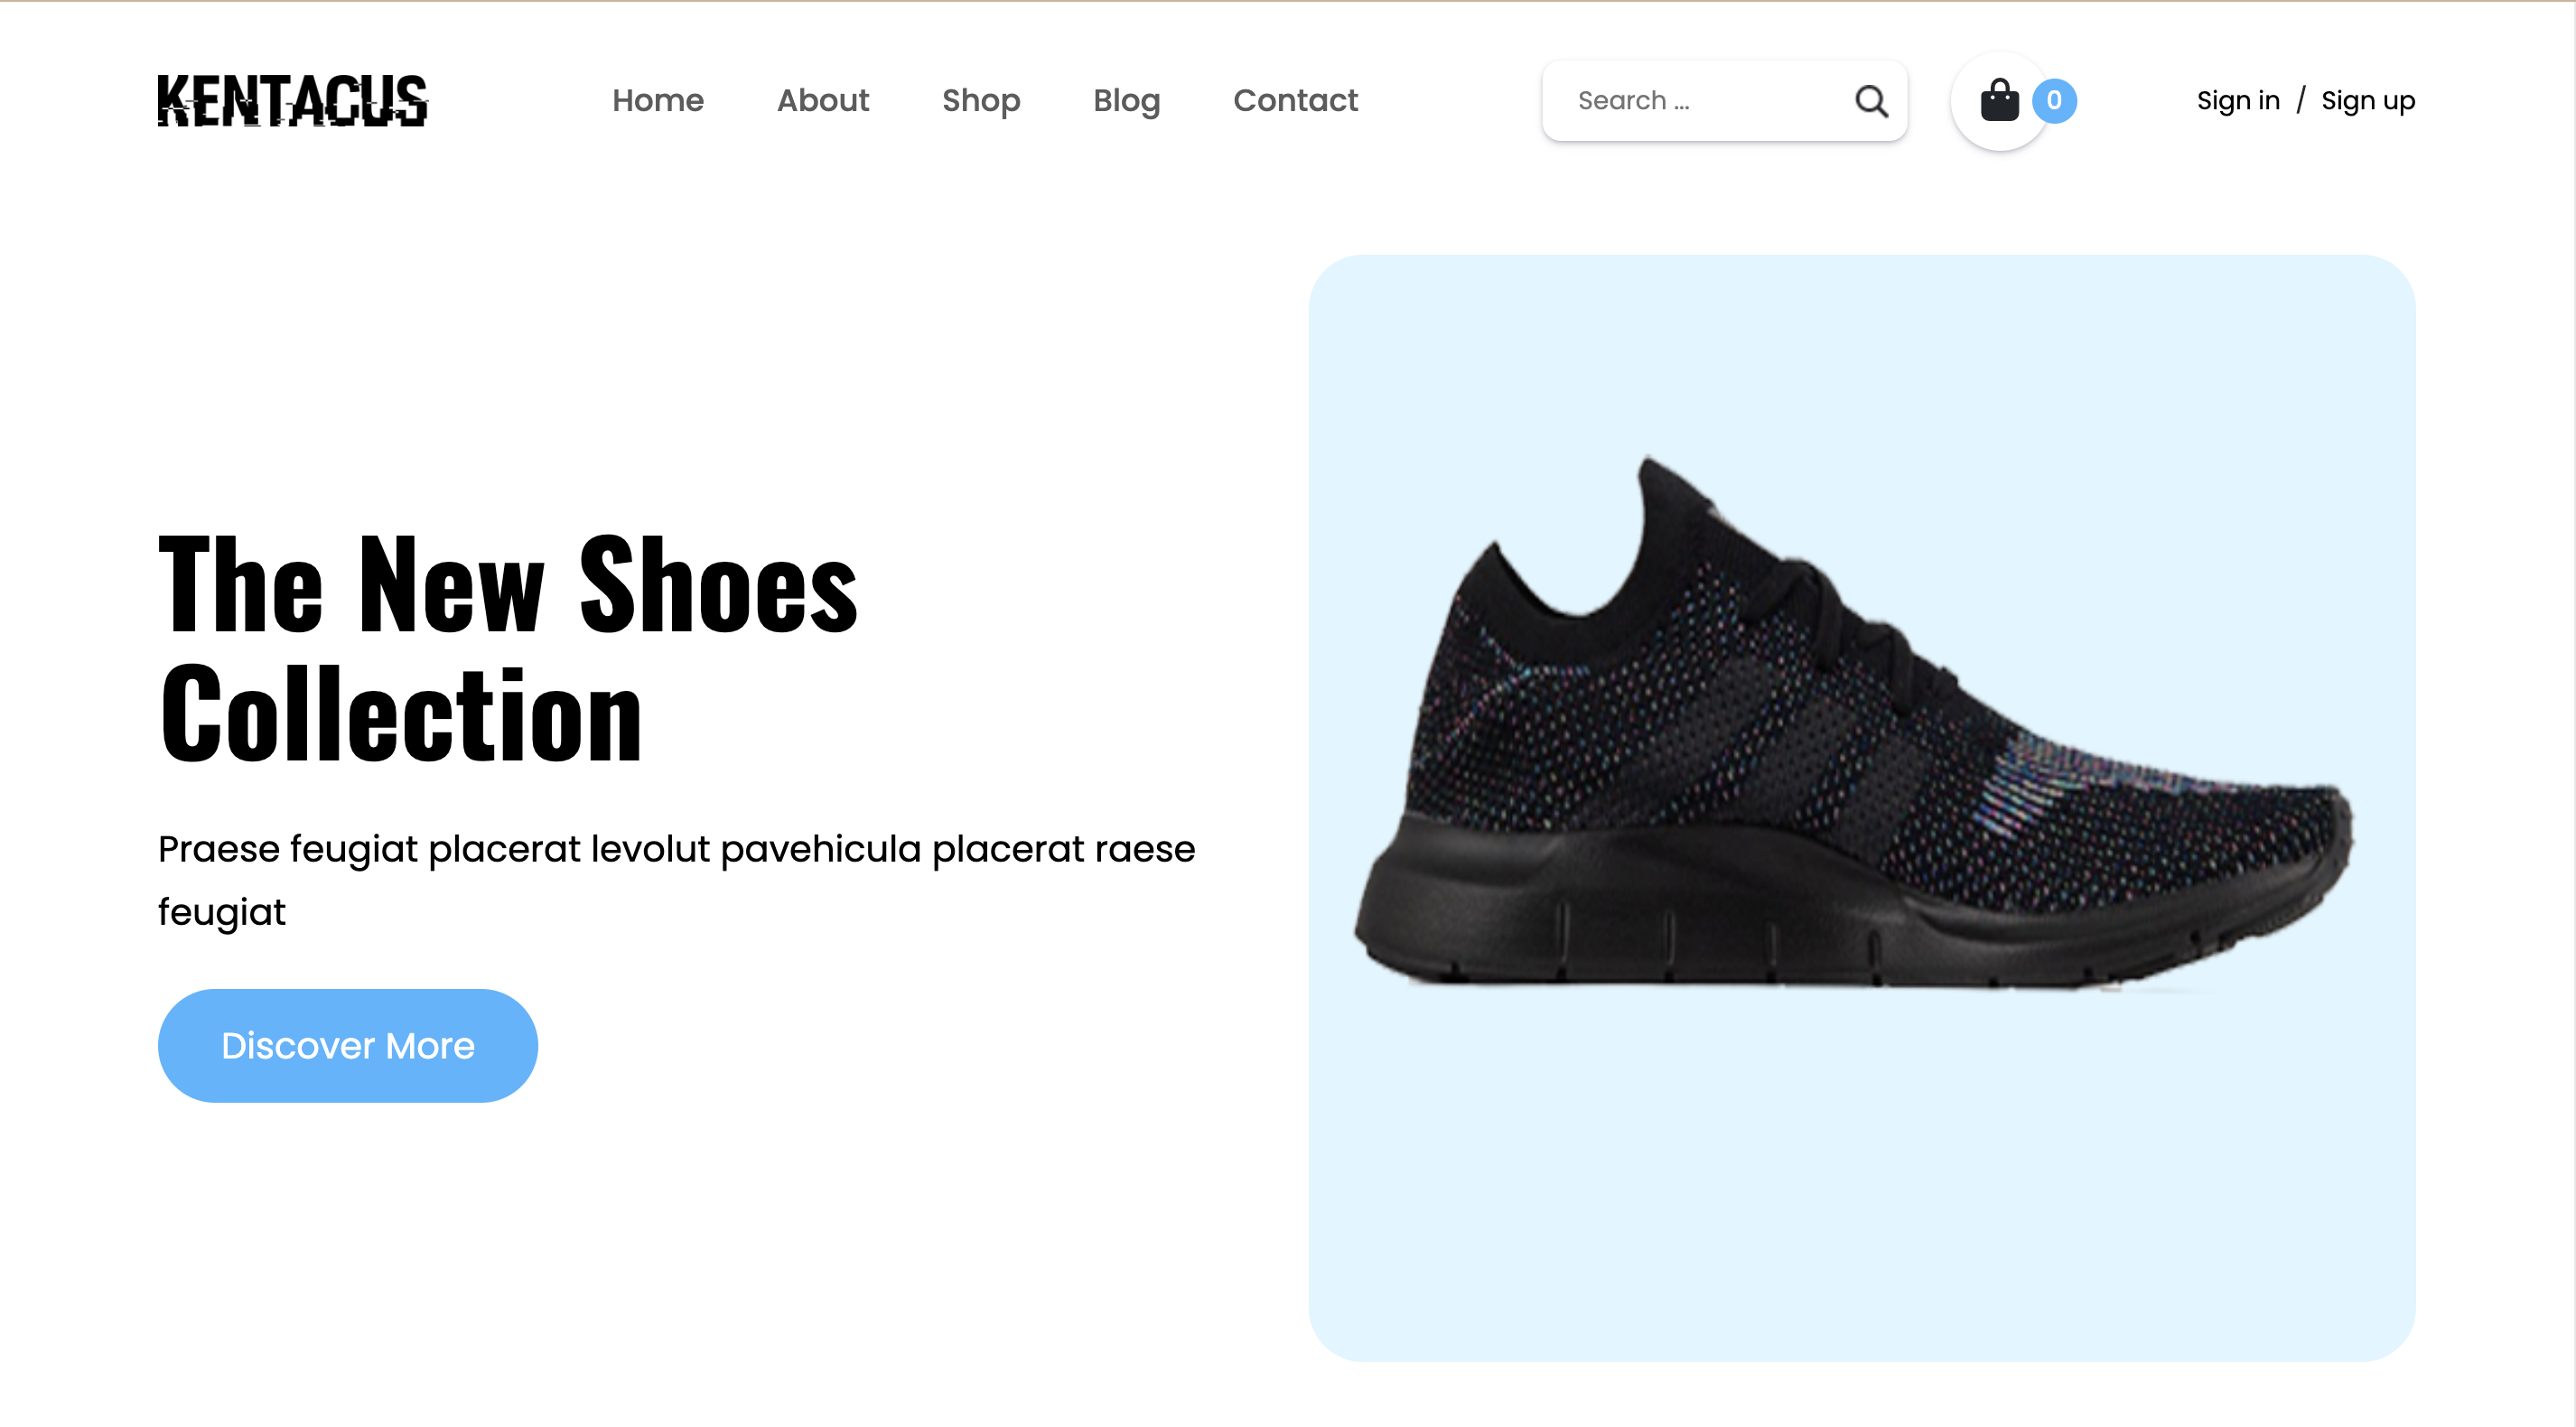 KENTACUS
Home About Shop Blog Contact
Search ...
0
Sign in / Sign up
The New Shoes
Collection
Praese feugiat placerat levolut pavehicula placerat raese
feugiat
Discover More